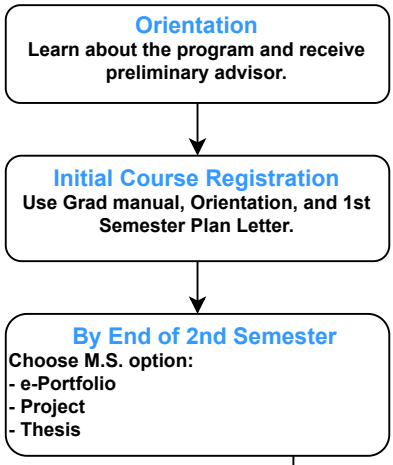 Orientation
Learn about the program and receive
preliminary advisor.
Initial Course Registration
Use Grad manual, Orientation, and 1st
Semester Plan Letter.
By End of 2nd Semester
Choose M.S. option:
- e-Portfolio
- Project
- Thesis